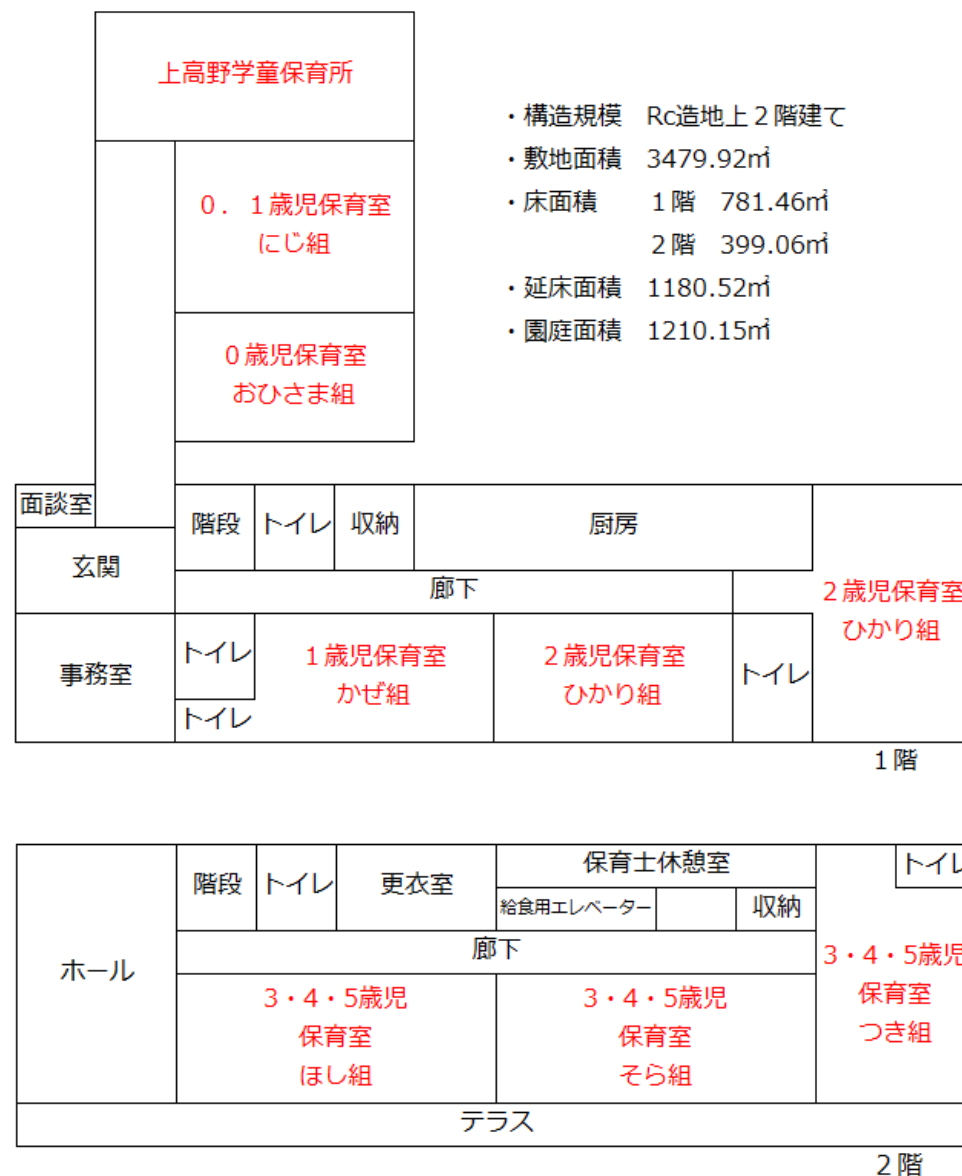 上高野学童保育所
・構造規模　Rc造地上２階建て
・敷地面積　3479.92㎡
・床面積　　１階　781.46㎡
２階　399.06㎡
・延床面積　1180.52㎡
・園庭面積　1210.15㎡
０．１歳児保育室
にじ組
０歳児保育室
おひさま組
面談室
階段
トイレ
収納
厨房
玄関
廊下
２歳児保育室
ひかり組
事務室
トイレ
トイレ
１歳児保育室
かぜ組
２歳児保育室
ひかり組
トイレ
１階
ホール
階段
トイレ
更衣室
保育士休憩室
給食用エレベーター
収納
トイレ
廊下
3・4・5歳児
保育室
ほし組
3・4・5歳児
保育室
そら組
3・4・5歳児
保育室
つき組
テラス
２階